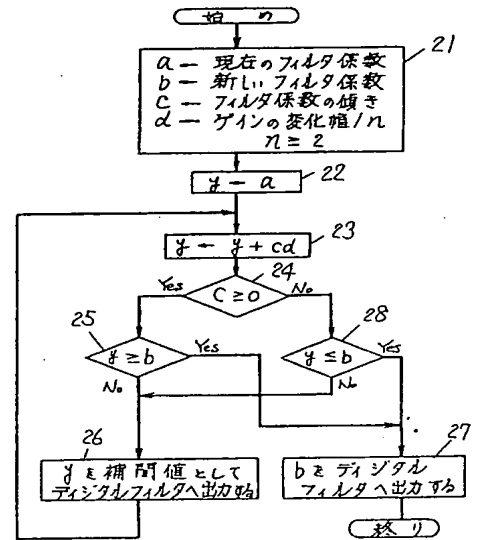 始め
21
a ← 現在のフィルタ係数
b ← 新しいフィルタ係数
C ← フィルタ係数の傾き
d ← ゲインの変化幅/n
n ≥ 2
22
y ← a
23
y ← y + cd
24
C ≥ 0
Yes
No
25
y ≥ b
Yes
No
28
y ≤ b
Yes
No
26
yを補間値として
ディジタルフィルタへ出力する
27
bをディジタル
フィルタへ出力する
終り